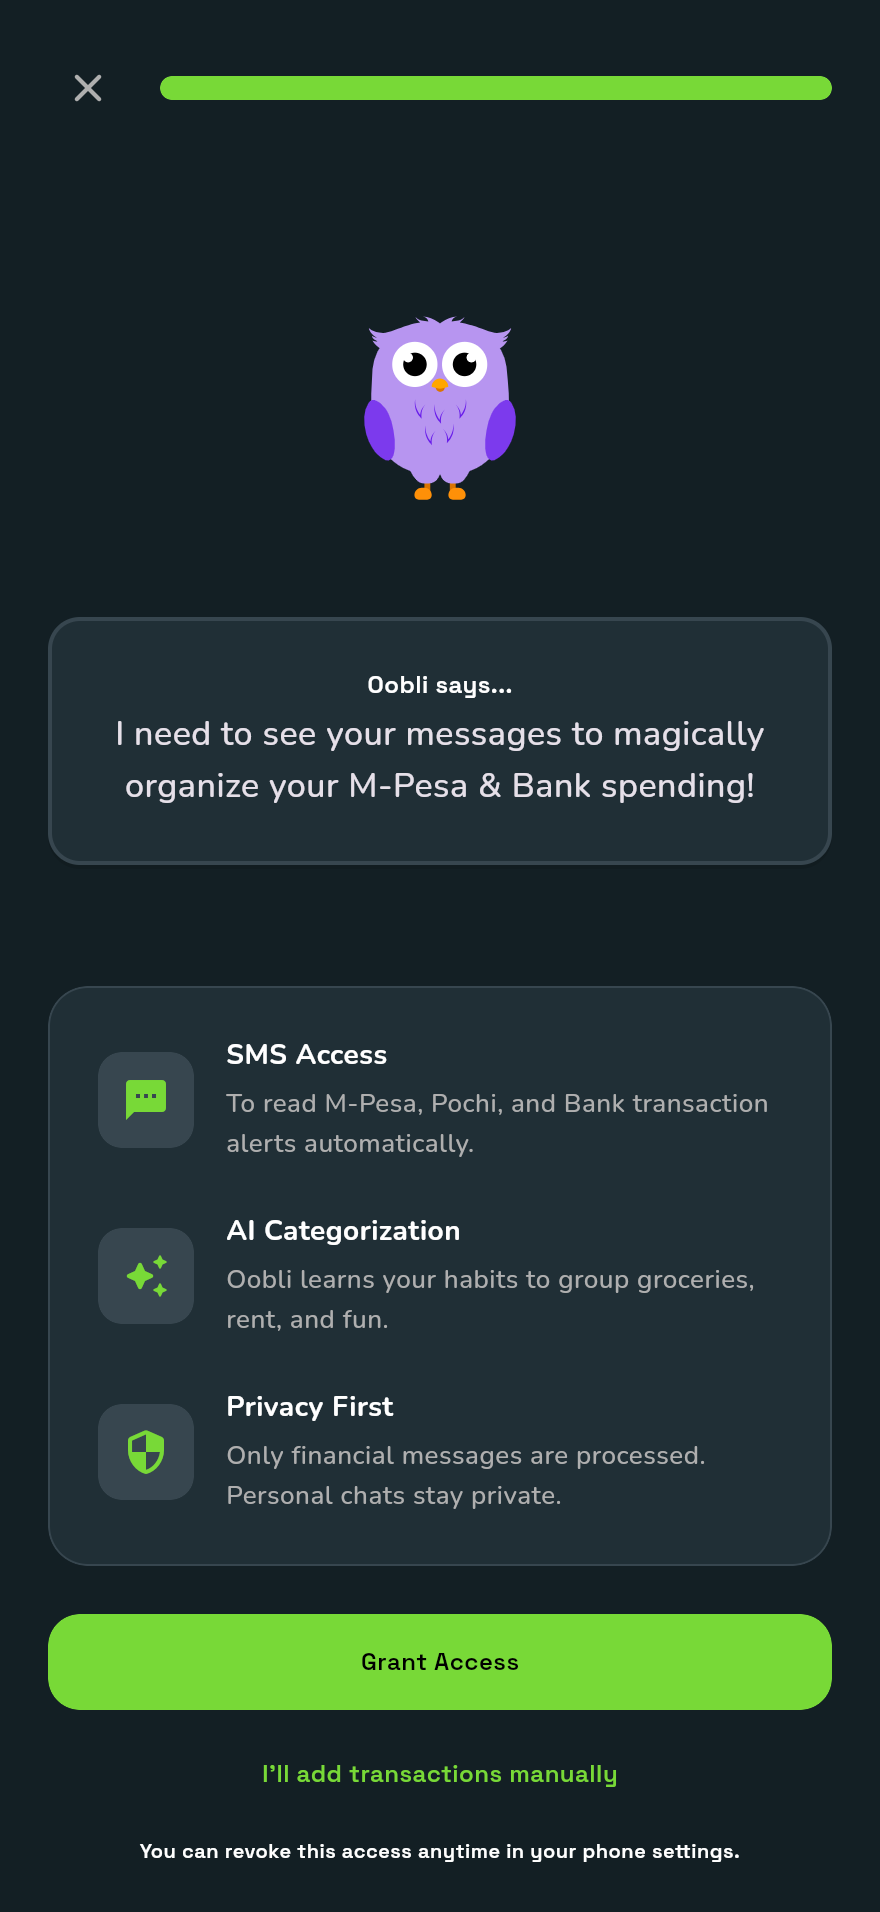 Oobli says...
I need to see your messages to magically
organize your M-Pesa & Bank spending!
SMS Access
To read M-Pesa, Pochi, and Bank transaction
alerts automatically.
AI Categorization
Oobli learns your habits to group groceries,
rent, and fun.
Privacy First
Only financial messages are processed.
Personal chats stay private.
Grant Access
I’ll add transactions manually
You can revoke this access anytime in your phone settings.